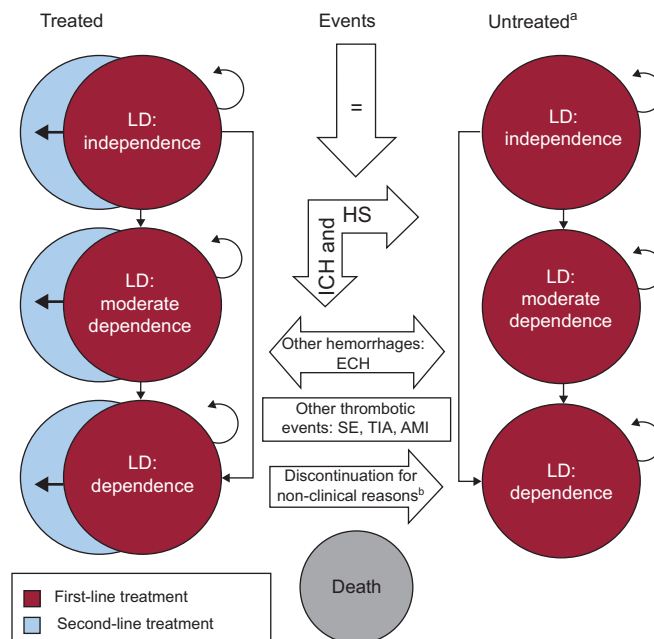 Treated
Events
Untreatedᵃ
LD:
independence
=
LD:
independence
ICH and
HS
LD:
moderate
dependence
LD:
moderate
dependence
Other hemorrhages:
ECH
Other thrombotic
events: SE, TIA, AMI
LD:
dependence
Discontinuation for
non-clinical reasonsᵇ
LD:
dependence
Death
First-line treatment
Second-line treatment